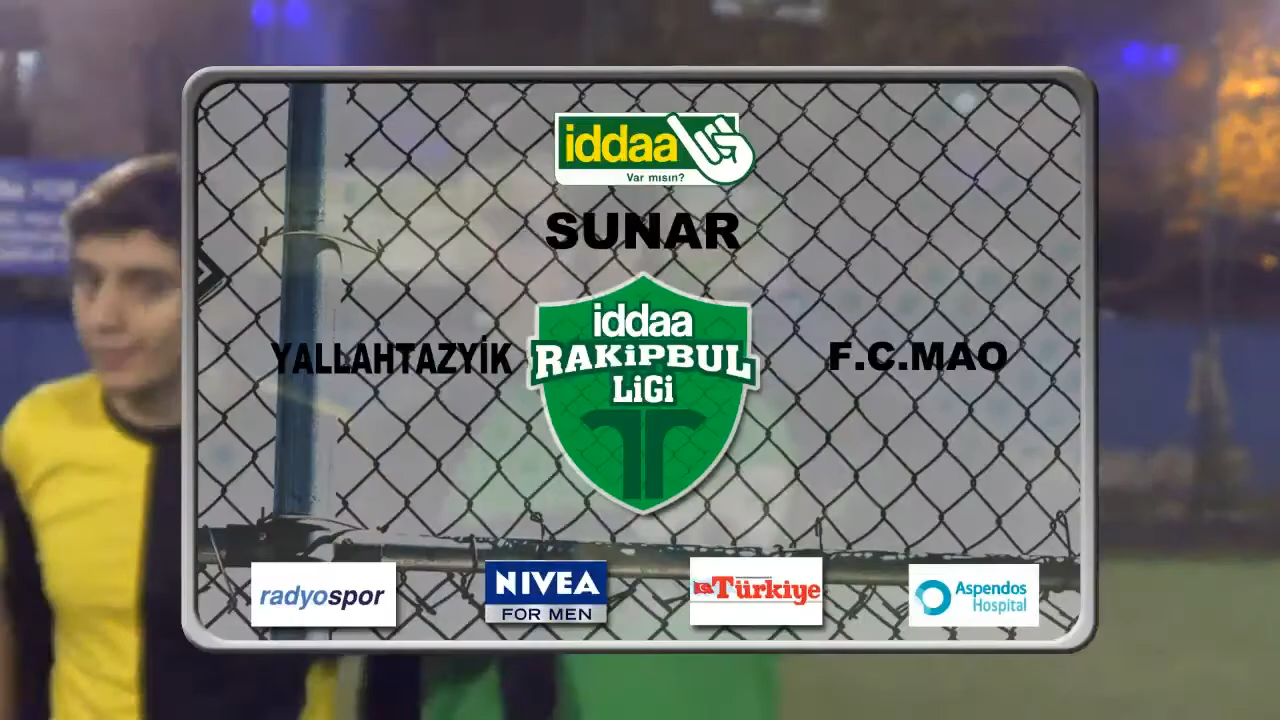 iddaa
Var mısın?
SUNAR
iddaa
RAKiPBUL
LiGi
YALLAHTAZYİK
F.C.MAO
radyospor
NIVEA
FOR MEN
Türkiye
Aspendos
Hospital